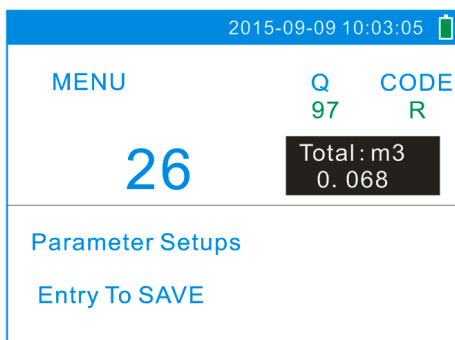 2015-09-09 10:03:05
MENU Q CODE
97 R
26 Total:m3
0. 068
Parameter Setups
Entry To SAVE